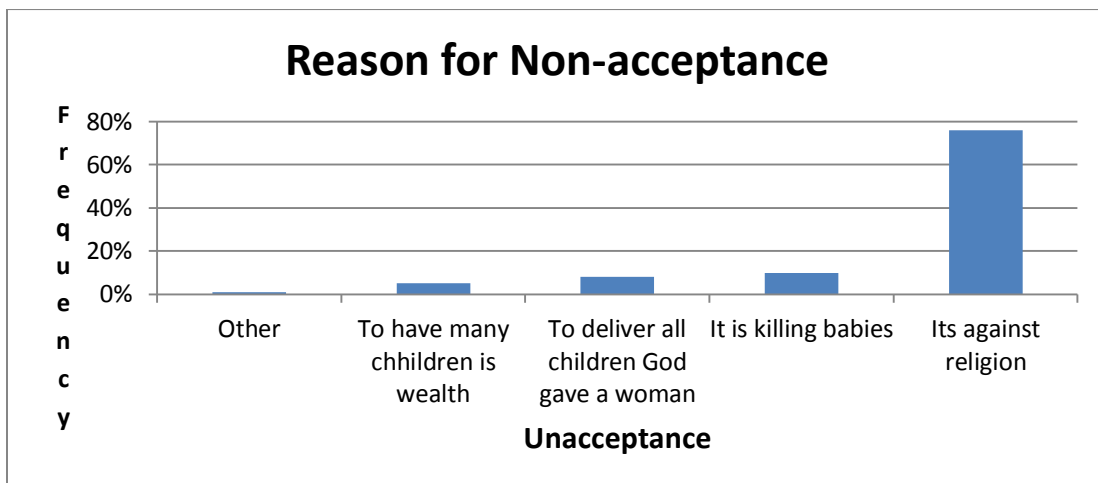 Reason for Non-acceptance
Frequency
80%
60%
40%
20%
0%
Other
To have many
chhildren is
wealth
To deliver all
children God
gave a woman
It is killing babies
Its against
religion
Unacceptance